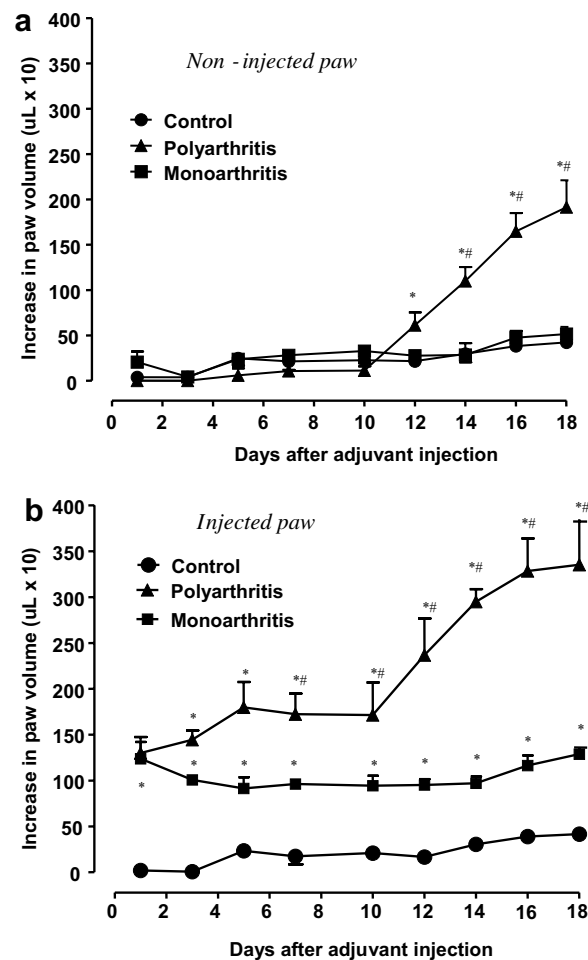 a
400
350
300
250
200
150
100
50
0
Increase in paw volume (uL x 10)
Non - injected paw
Control
Polyarthritis
Monoarthritis
*
*#
*#
*#
0 2 4 6 8 10 12 14 16 18
Days after adjuvant injection
b
400
350
300
250
200
150
100
50
0
Increase in paw volume (uL x 10)
Injected paw
Control
Polyarthritis
Monoarthritis
* * *# *# *# *# *# *#
* * * * * * * * *
0 2 4 6 8 10 12 14 16 18
Days after adjuvant injection